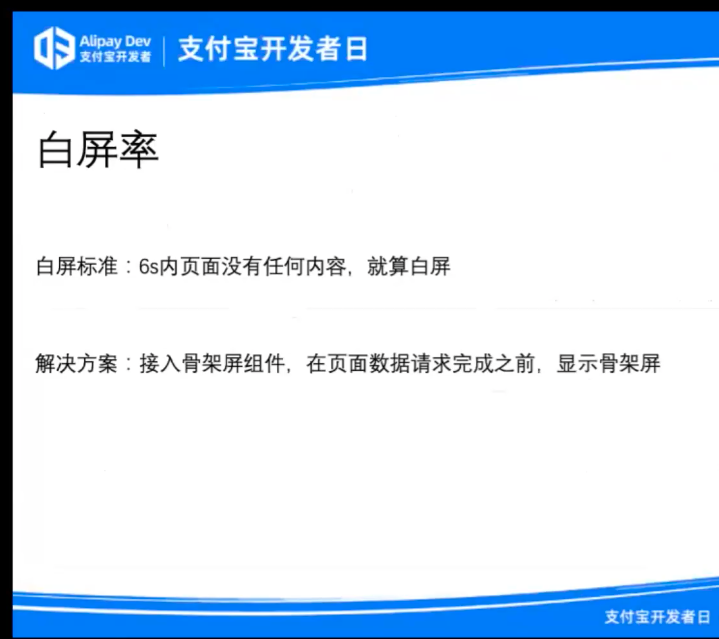 Alipay Dev
支付宝开发者
支付宝开发者日
白屏率
白屏标准：6s内页面没有任何内容，就算白屏
解决方案：接入骨架屏组件，在页面数据请求完成之前，显示骨架屏
支付宝开发者日